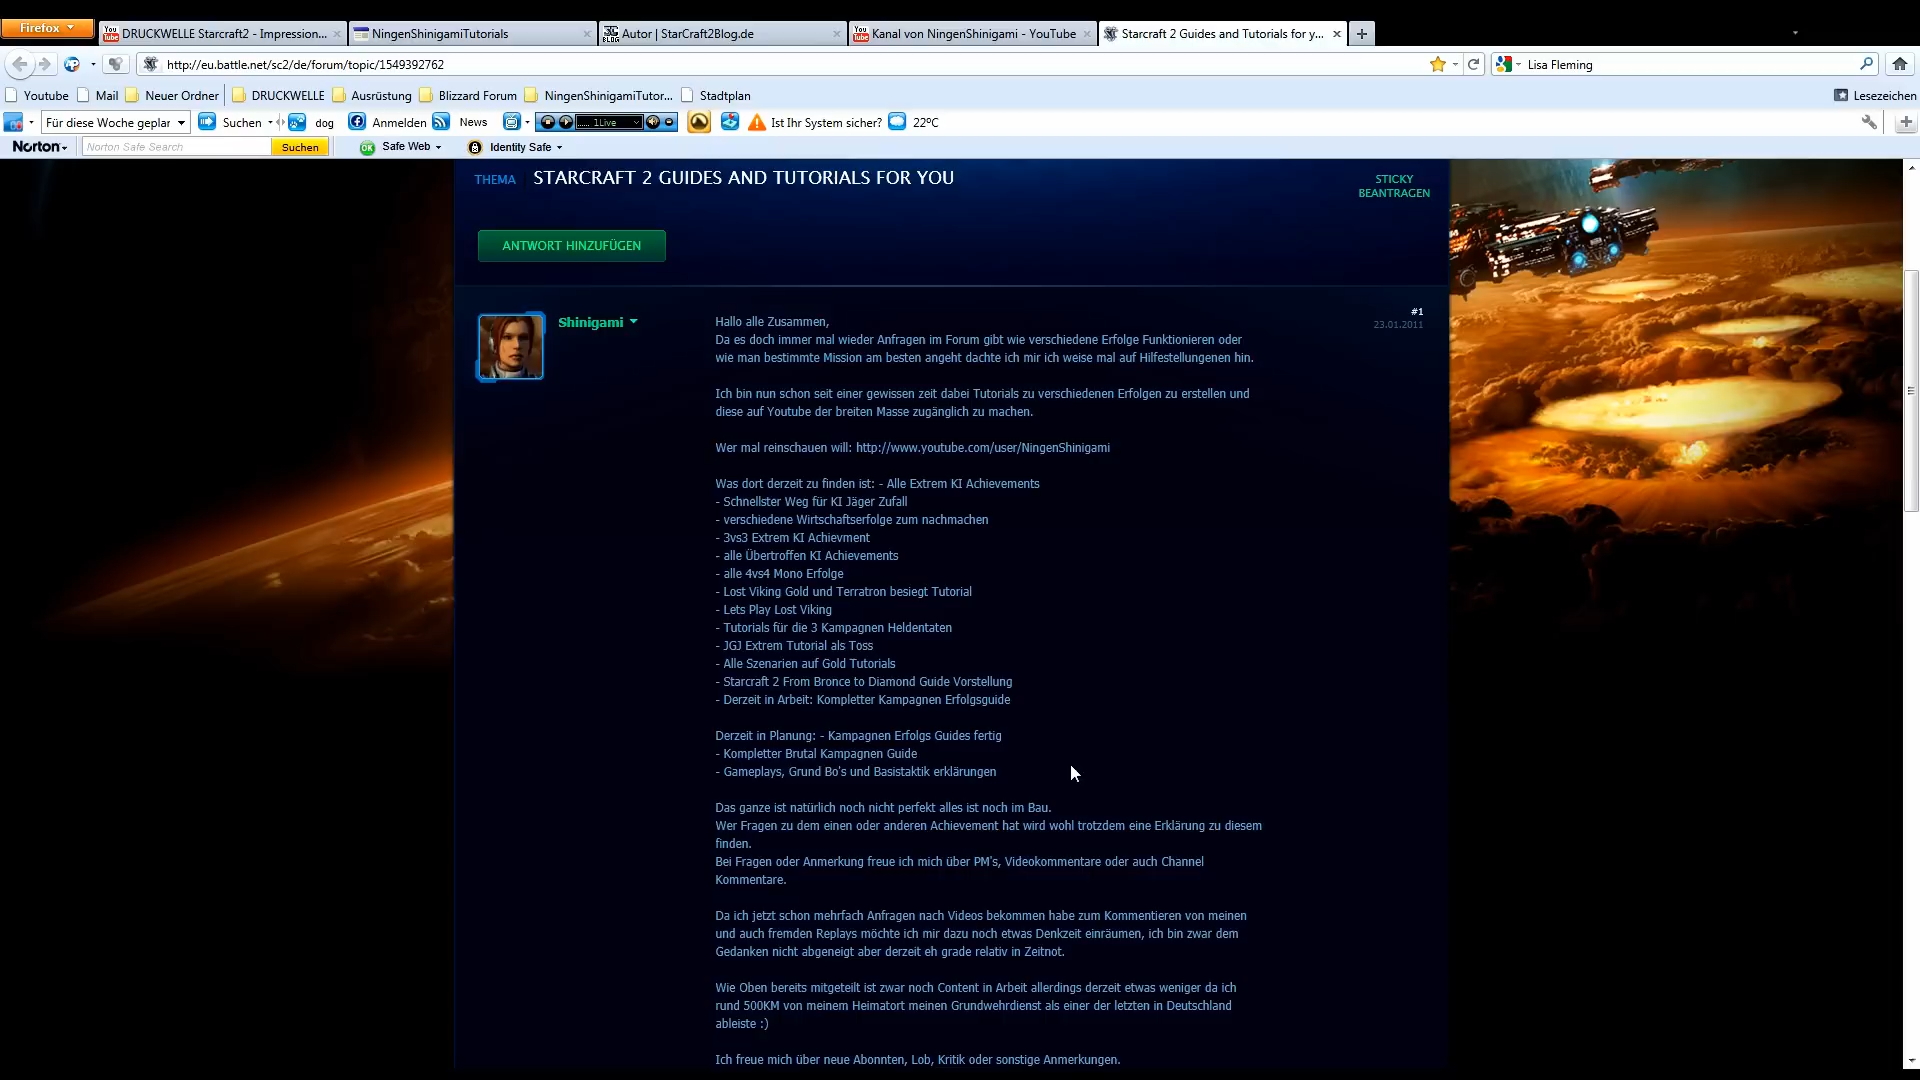 Firefox
DRUCKWELLE Starcraft2 - Impression...
NingenShinigamiTutorials
Autor | StarCraft2Blog.de
Kanal von NingenShinigami - YouTube
Starcraft 2 Guides and Tutorials for y...
http://eu.battle.net/sc2/de/forum/topic/1549392762
Lisa Fleming
Youtube
Mail
Neuer Ordner
DRUCKWELLE
Ausrüstung
Blizzard Forum
NingenShinigamiTutor...
Stadtplan
Lesezeichen
Für diese Woche geplar
Suchen
dog
Anmelden
News
1Live
Ist Ihr System sicher?
22°C
Norton
Norton Safe Search
Suchen
OK
Safe Web
Identity Safe
THEMA
STARCRAFT 2 GUIDES AND TUTORIALS FOR YOU
STICKY
BEANTRAGEN
ANTWORT HINZUFÜGEN
Shinigami
#1
23.01.2011
Hallo alle Zusammen,
Da es doch immer mal wieder Anfragen im Forum gibt wie verschiedene Erfolge Funktionieren oder
wie man bestimmte Mission am besten angeht dachte ich mir ich weise mal auf Hilfestellungenen hin.
Ich bin nun schon seit einer gewissen zeit dabei Tutorials zu verschiedenen Erfolgen zu erstellen und
diese auf Youtube der breiten Masse zugänglich zu machen.
Wer mal reinschauen will: http://www.youtube.com/user/NingenShinigami
Was dort derzeit zu finden ist: - Alle Extrem KI Achievements
- Schnellster Weg für KI Jäger Zufall
- verschiedene Wirtschaftserfolge zum nachmachen
- 3vs3 Extrem KI Achievment
- alle Übertroffen KI Achievements
- alle 4vs4 Mono Erfolge
- Lost Viking Gold und Terratron besiegt Tutorial
- Lets Play Lost Viking
- Tutorials für die 3 Kampagnen Heldentaten
- JGJ Extrem Tutorial als Toss
- Alle Szenarien auf Gold Tutorials
- Starcraft 2 From Bronce to Diamond Guide Vorstellung
- Derzeit in Arbeit: Kompletter Kampagnen Erfolgsguide
Derzeit in Planung: - Kampagnen Erfolgs Guides fertig
- Kompletter Brutal Kampagnen Guide
- Gameplays, Grund Bo's und Basistaktik erklärungen
Das ganze ist natürlich noch nicht perfekt alles ist noch im Bau.
Wer Fragen zu dem einen oder anderen Achievement hat wird wohl trotzdem eine Erklärung zu diesem
finden.
Bei Fragen oder Anmerkung freue ich mich über PM's, Videokommentare oder auch Channel
Kommentare.
Da ich jetzt schon mehrfach Anfragen nach Videos bekommen habe zum Kommentieren von meinen
und auch fremden Replays möchte ich mir dazu noch etwas Denkzeit einräumen, ich bin zwar dem
Gedanken nicht abgeneigt aber derzeit eh grade relativ in Zeitnot.
Wie Oben bereits mitgeteilt ist zwar noch Content in Arbeit allerdings derzeit etwas weniger da ich
rund 500KM von meinem Heimatort meinen Grundwehrdienst als einer der letzten in Deutschland
ableiste :)
Ich freue mich über neue Abonnten, Lob, Kritik oder sonstige Anmerkungen.